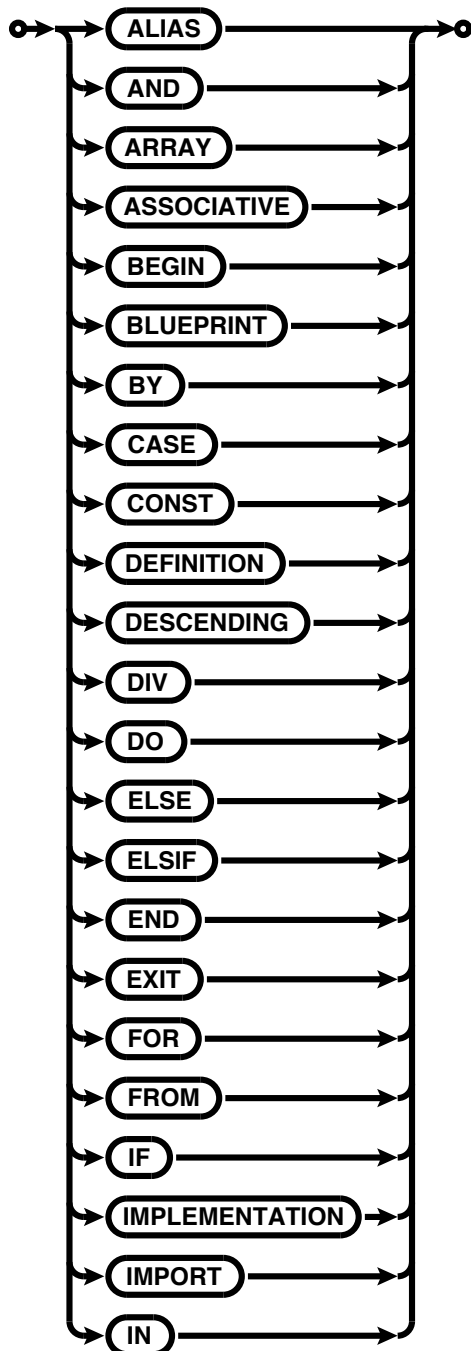 ALIAS
AND
ARRAY
ASSOCIATIVE
BEGIN
BLUEPRINT
BY
CASE
CONST
DEFINITION
DESCENDING
DIV
DO
ELSE
ELSIF
END
EXIT
FOR
FROM
IF
IMPLEMENTATION
IMPORT
IN